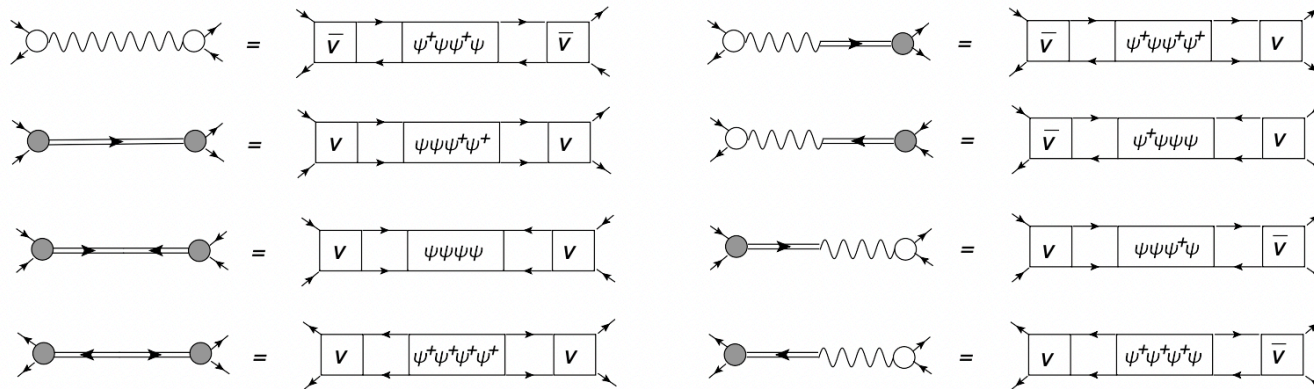 = V̅ ψ⁺ψψ⁺ψ V̅ = V̅ ψ⁺ψψ⁺ψ⁺ V
= V ψψψ⁺ψ⁺ V = V̅ ψ⁺ψψψ V
= V ψψψψ V = V ψψψ⁺ψ V̅
= V ψ⁺ψ⁺ψ⁺ψ⁺ V = V ψ⁺ψ⁺ψ⁺ψ V̅